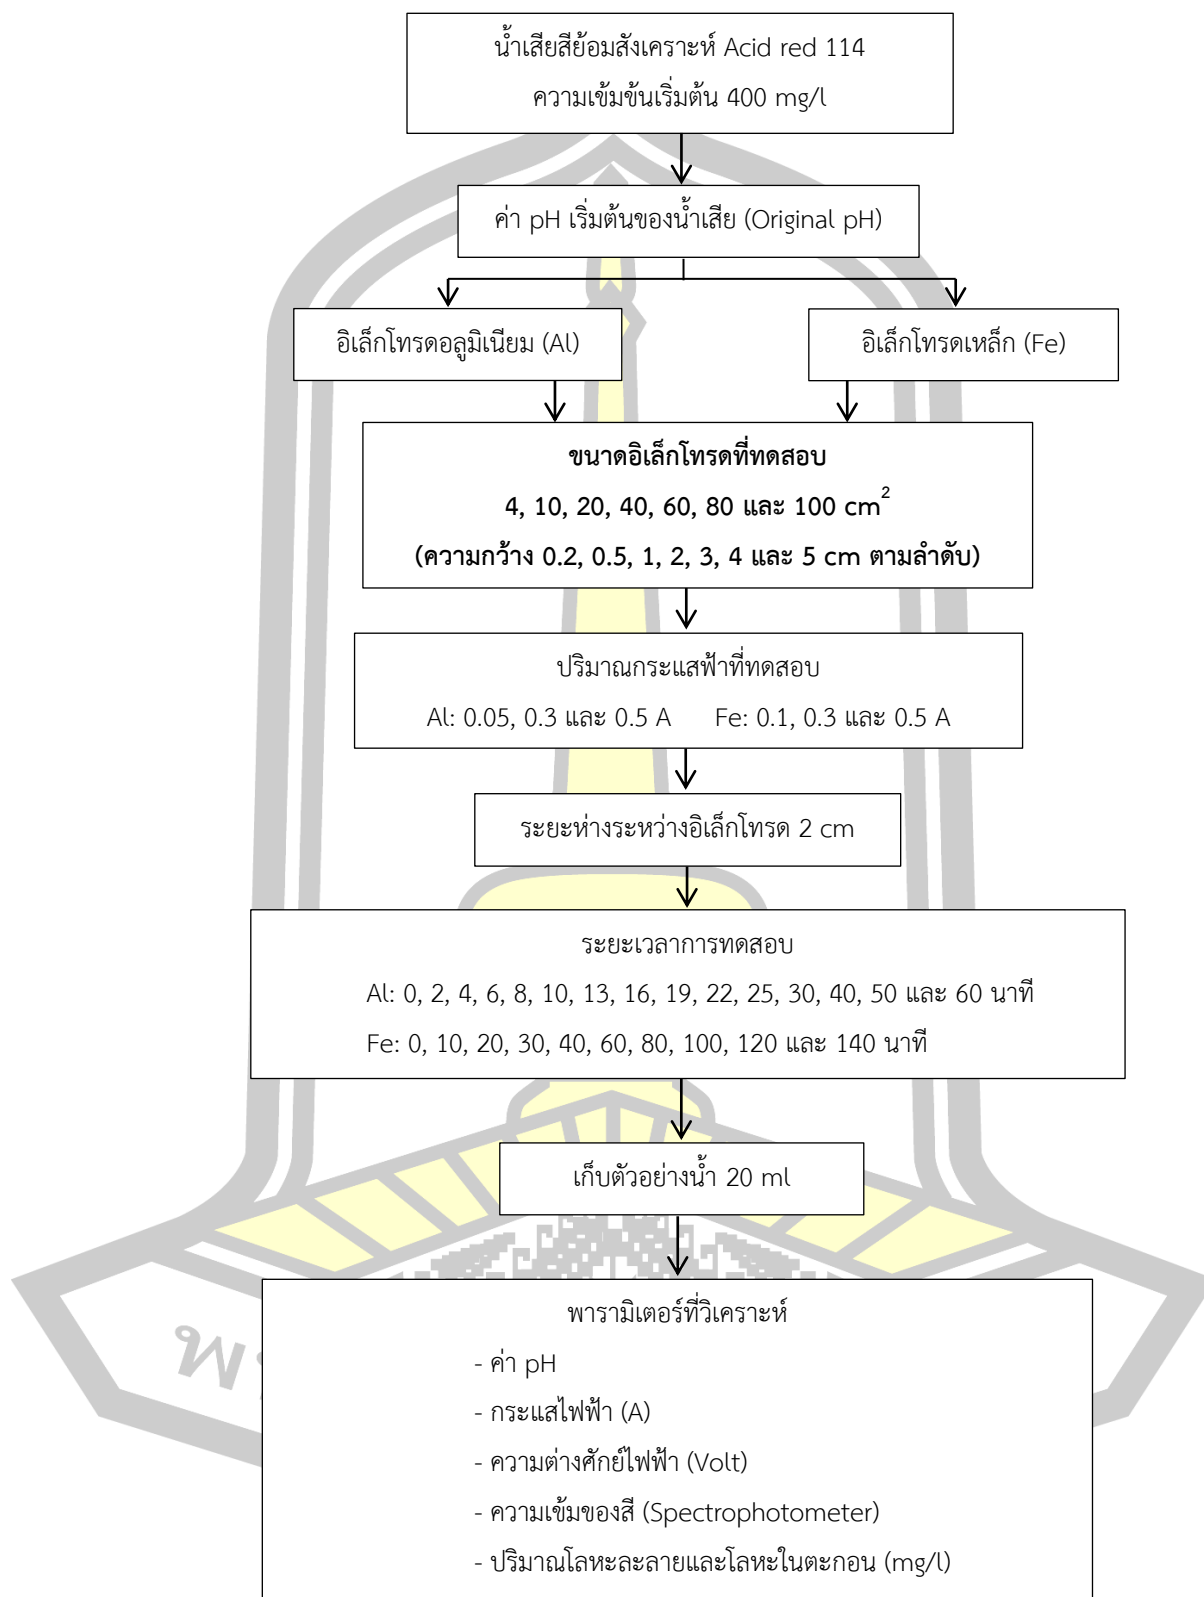 น้ำเสียสีย้อมสังเคราะห์ Acid red 114
ความเข้มข้นเริ่มต้น 400 mg/l
ค่า pH เริ่มต้นของน้ำเสีย (Original pH)
อิเล็กโทรดอลูมิเนียม (Al)
อิเล็กโทรดเหล็ก (Fe)
ขนาดอิเล็กโทรดที่ทดสอบ
4, 10, 20, 40, 60, 80 และ 100 cm²
(ความกว้าง 0.2, 0.5, 1, 2, 3, 4 และ 5 cm ตามลำดับ)
ปริมาณกระแสฟ้าที่ทดสอบ
Al: 0.05, 0.3 และ 0.5 A Fe: 0.1, 0.3 และ 0.5 A
ระยะห่างระหว่างอิเล็กโทรด 2 cm
ระยะเวลาการทดสอบ
Al: 0, 2, 4, 6, 8, 10, 13, 16, 19, 22, 25, 30, 40, 50 และ 60 นาที
Fe: 0, 10, 20, 30, 40, 60, 80, 100, 120 และ 140 นาที
เก็บตัวอย่างน้ำ 20 ml
พารามิเตอร์ที่วิเคราะห์
- ค่า pH
- กระแสไฟฟ้า (A)
- ความต่างศักย์ไฟฟ้า (Volt)
- ความเข้มของสี (Spectrophotometer)
- ปริมาณโลหะละลายและโลหะในตะกอน (mg/l)